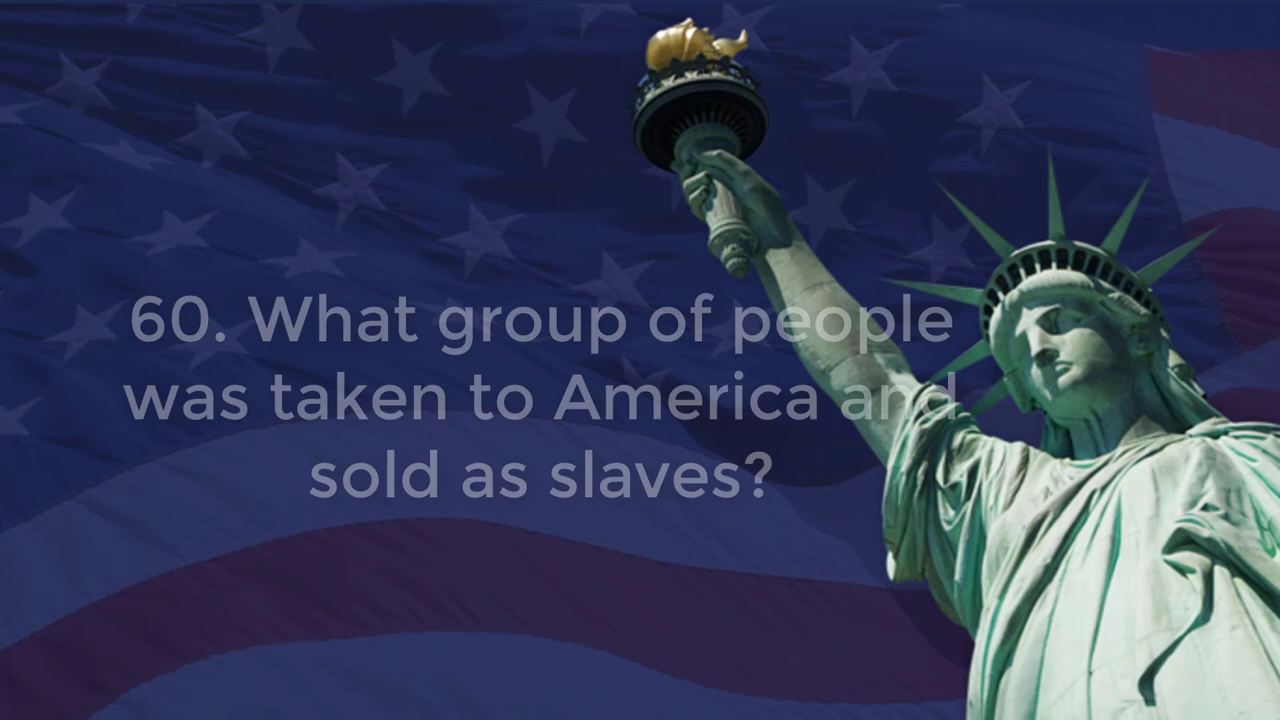 60. What group of people
was taken to America and
sold as slaves?